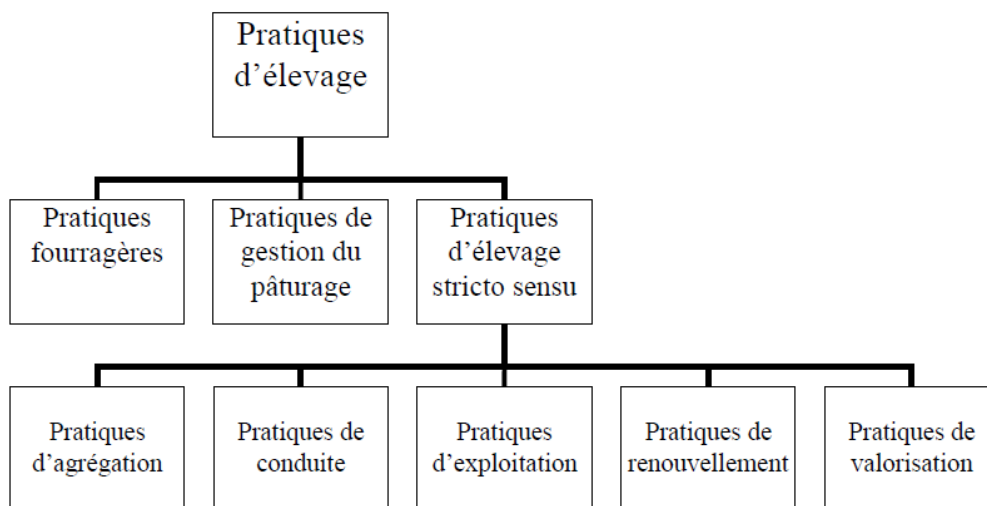 Pratiques
d’élevage
Pratiques
fourragères
Pratiques de
gestion du
pâturage
Pratiques
d’élevage
stricto sensu
Pratiques
d’agrégation
Pratiques de
conduite
Pratiques
d’exploitation
Pratiques de
renouvellement
Pratiques de
valorisation